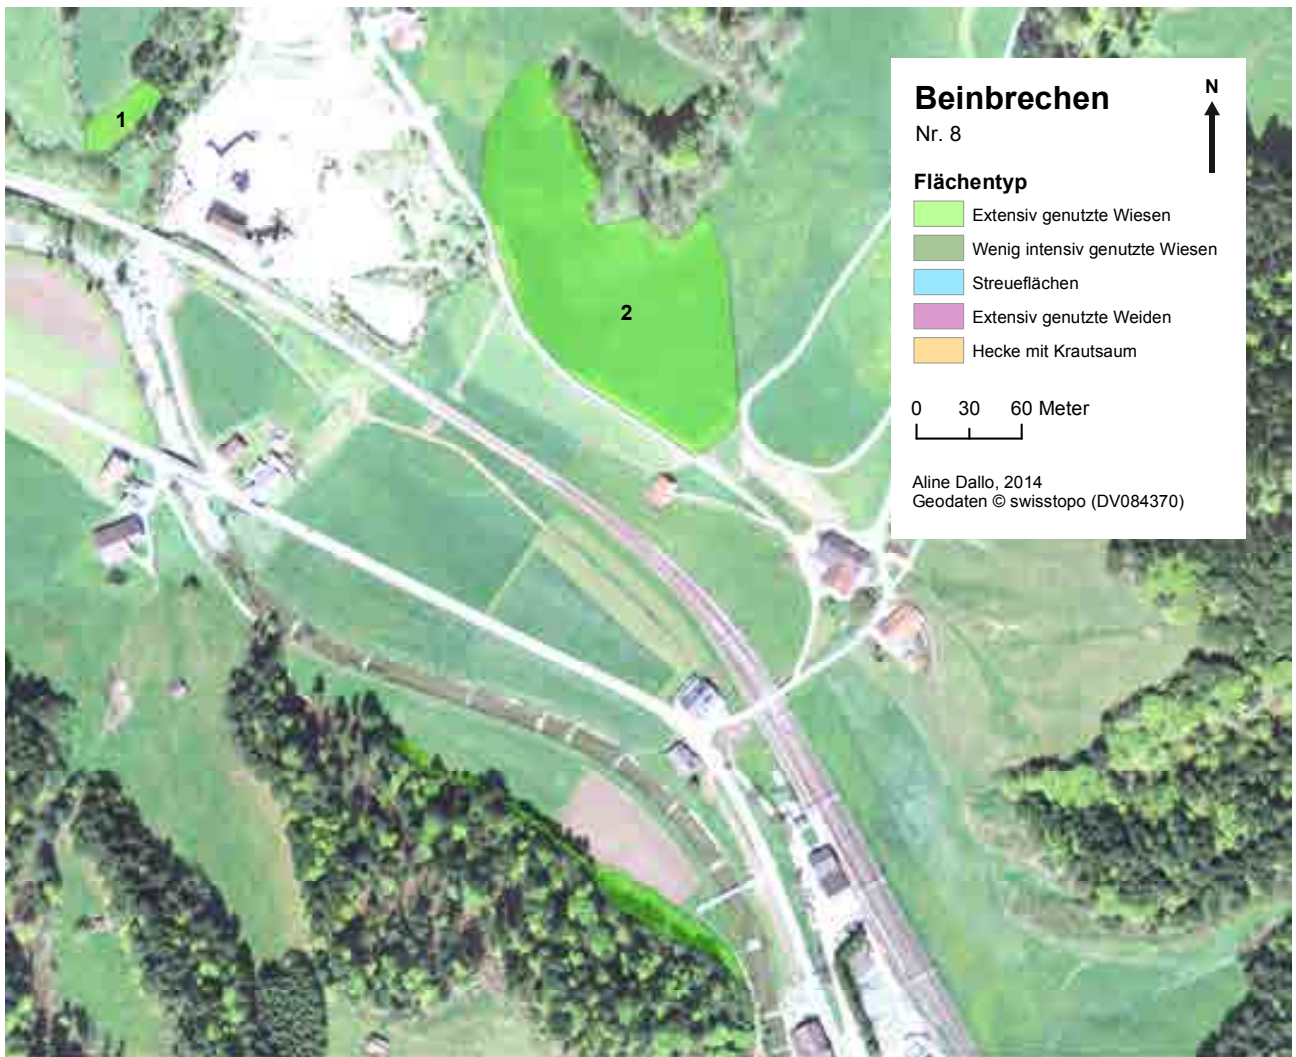 1
2
Beinbrechen
N
Nr. 8
Flächentyp
Extensiv genutzte Wiesen
Wenig intensiv genutzte Wiesen
Streueflächen
Extensiv genutzte Weiden
Hecke mit Krautsaum
0 30 60 Meter
Aline Dallo, 2014
Geodaten © swisstopo (DV084370)